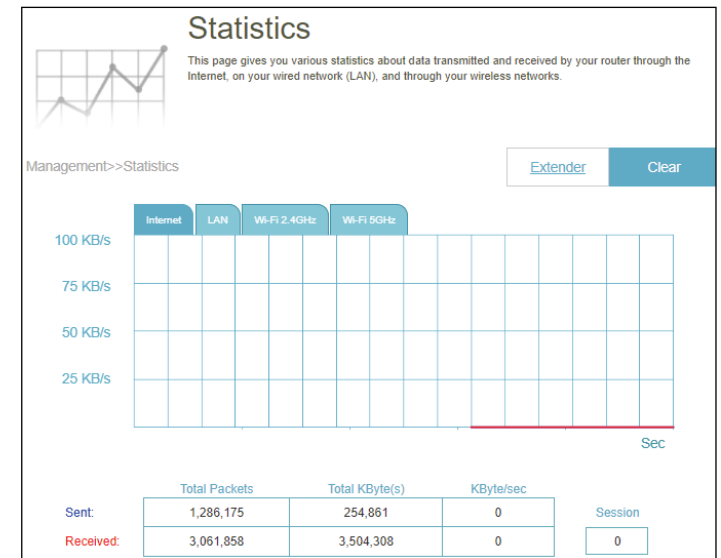 Statistics
This page gives you various statistics about data transmitted and received by your router through the
Internet, on your wired network (LAN), and through your wireless networks.
Management>>Statistics
Extender
Clear
Internet
LAN
Wi-Fi 2.4GHz
Wi-Fi 5GHz
100 KB/s
75 KB/s
50 KB/s
25 KB/s
Sec
Total Packets Total KByte(s) KByte/sec
Sent: 1,286,175 254,861 0 Session
Received: 3,061,858 3,504,308 0 0